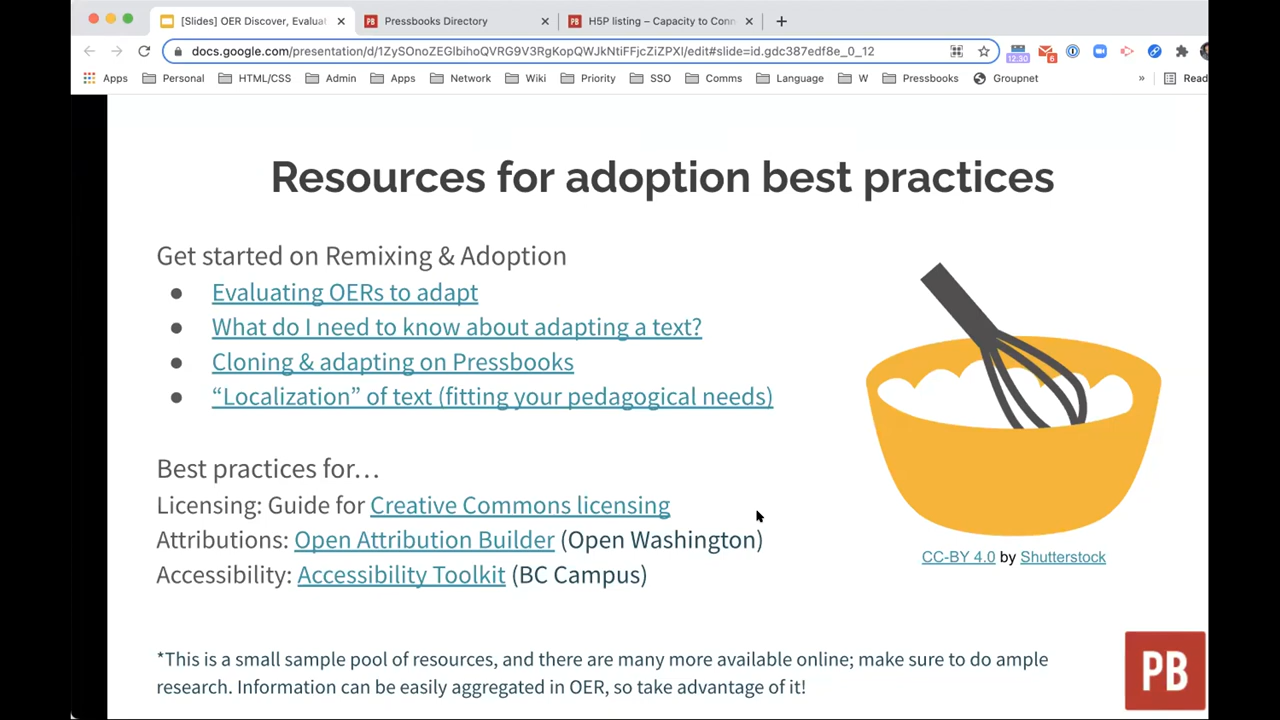 [Slides] OER Discover, Evaluat
Pressbooks Directory
PB
H5P listing – Capacity to Conn
docs.google.com/presentation/d/1ZySOnoZEGlbihoQVRG9V3RgKopQWJkNtiFFjcZiZPXI/edit#slide=id.gdc387edf8e_0_12
12:30
6
Apps
Personal
HTML/CSS
Admin
Apps
Network
Wiki
Priority
SSO
Comms
Language
W
Pressbooks
Groupnet
»
Read
Resources for adoption best practices
Get started on Remixing & Adoption
● Evaluating OERs to adapt
● What do I need to know about adapting a text?
● Cloning & adapting on Pressbooks
● “Localization” of text (fitting your pedagogical needs)
Best practices for…
Licensing: Guide for Creative Commons licensing
Attributions: Open Attribution Builder (Open Washington)
Accessibility: Accessibility Toolkit (BC Campus)
CC-BY 4.0 by Shutterstock
*This is a small sample pool of resources, and there are many more available online; make sure to do ample
research. Information can be easily aggregated in OER, so take advantage of it!
PB